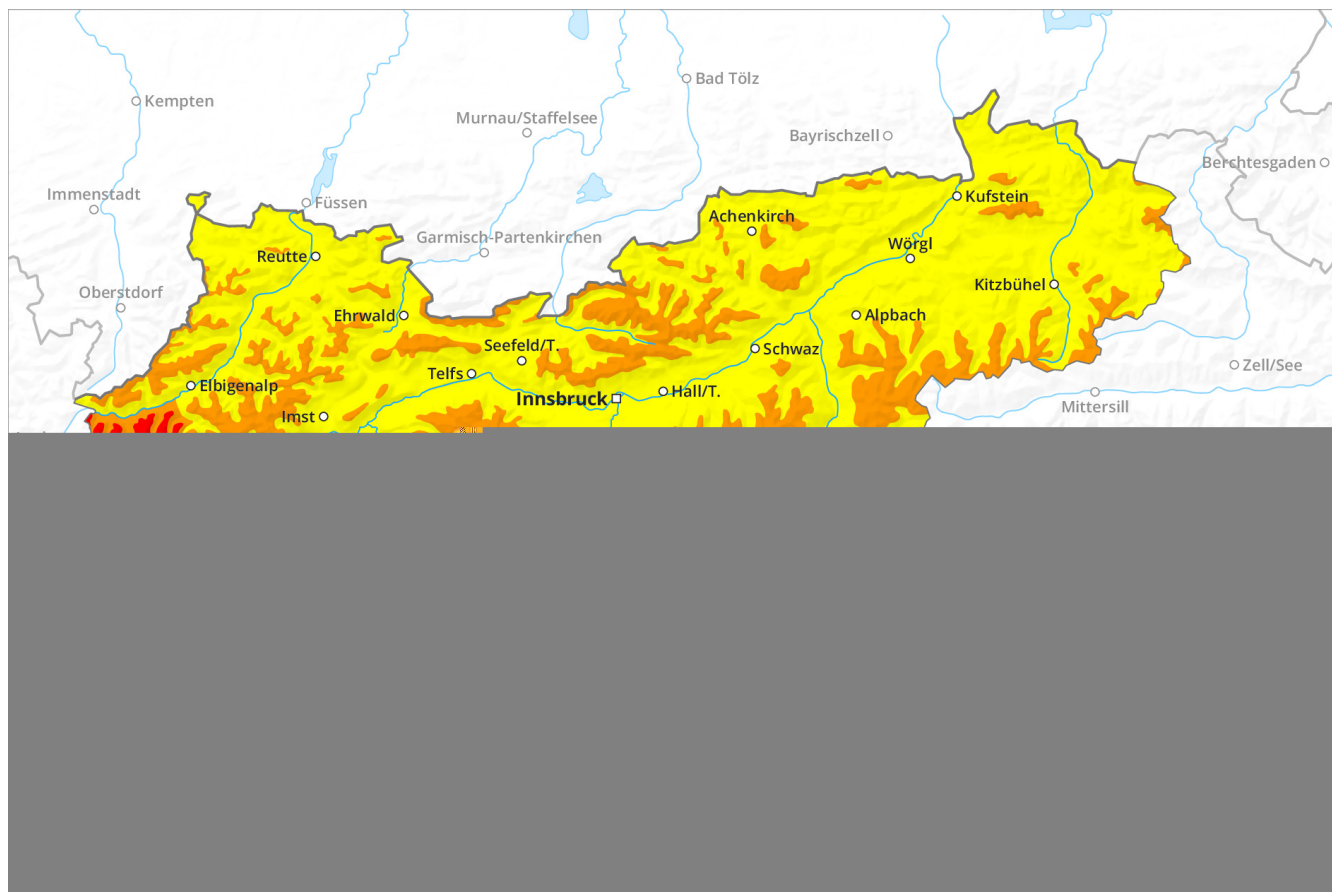 Bad Tölz
Kempten
Murnau/Staffelsee
Bayrischzell
Berchtesgaden
Immenstadt
Füssen
Kufstein
Achenkirch
Garmisch-Partenkirchen
Wörgl
Reutte
Kitzbühel
Oberstdorf
Ehrwald
Alpbach
Seefeld/T.
Schwaz
Zell/See
Telfs
Elbigenalp
Hall/T.
Innsbruck
Mittersill
Imst